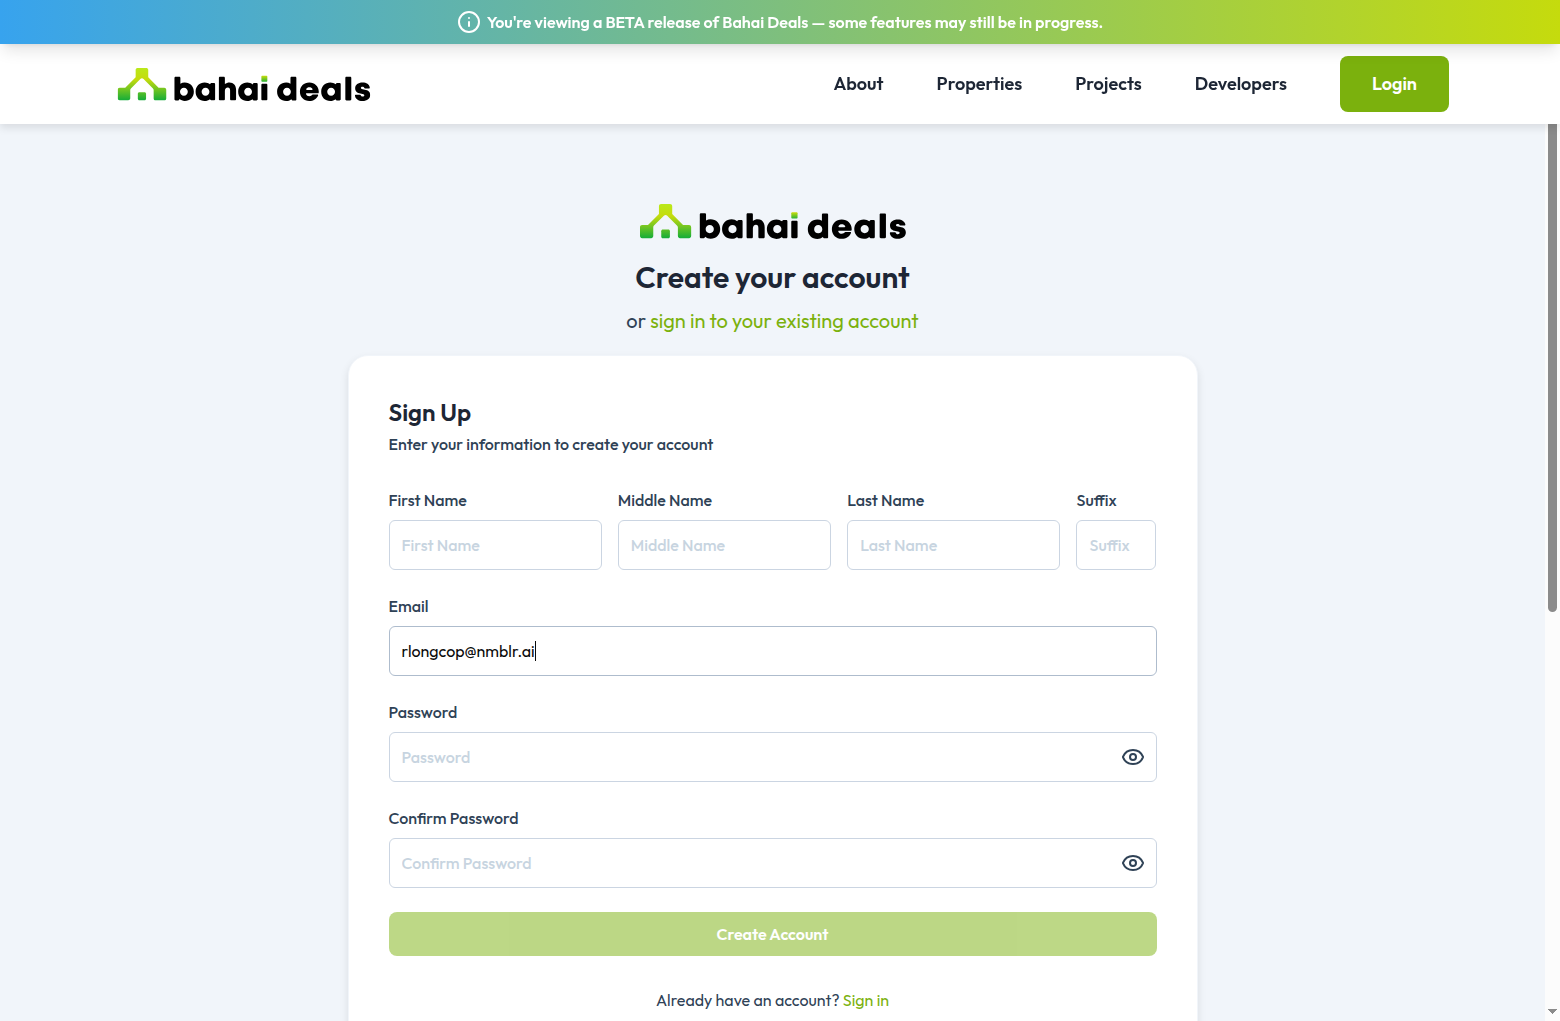 You're viewing a BETA release of Bahai Deals — some features may still be in progress.
bahai deals
About Properties Projects Developers Login
bahai deals
Create your account
or sign in to your existing account
Sign Up
Enter your information to create your account
First Name Middle Name Last Name Suffix
First Name Middle Name Last Name Suffix
Email
rlongcop@nmblr.ai
Password
Password
Confirm Password
Confirm Password
Create Account
Already have an account? Sign in